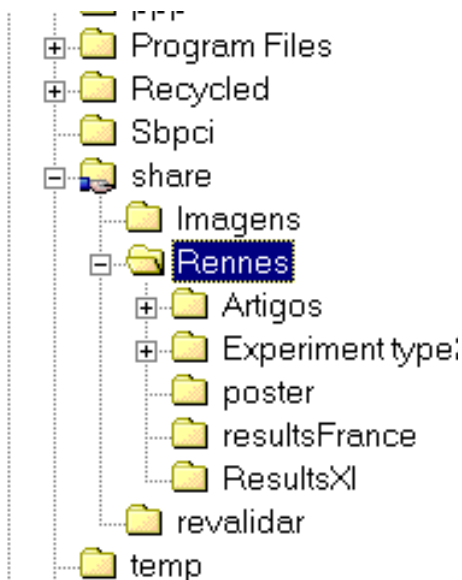 Program Files
Recycled
Sbpci
share
Imagens
Rennes
Artigos
Experiment type
poster
resultsFrance
ResultsXl
revalidar
temp